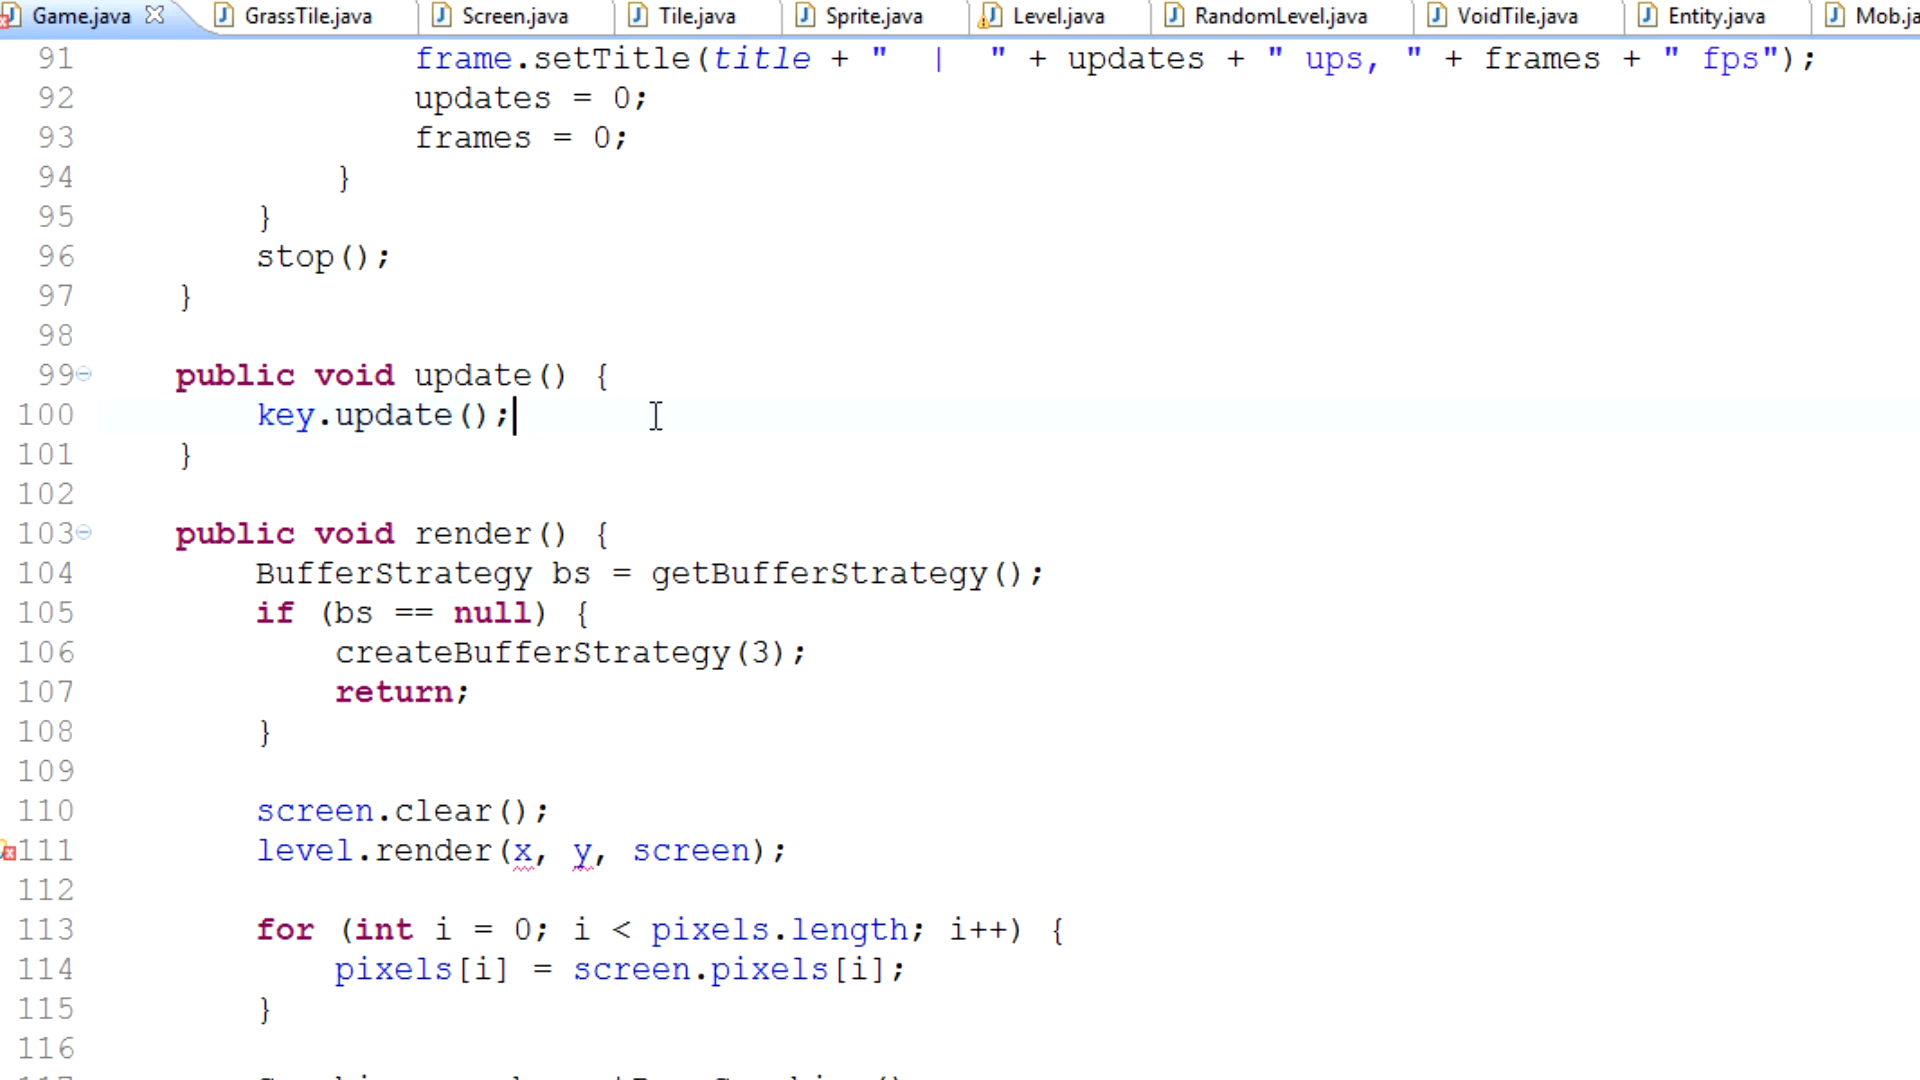 Game.java GrassTile.java Screen.java Tile.java Sprite.java Level.java RandomLevel.java VoidTile.java Entity.java
91 frame.setTitle(title + "  |  " + updates + " ups, " + frames + " fps");
92 updates = 0;
93 frames = 0;
94 }
95 }
96 stop();
97 }
98
99 public void update() {
100 key.update();
101 }
102
103 public void render() {
104 BufferStrategy bs = getBufferStrategy();
105 if (bs == null) {
106 createBufferStrategy(3);
107 return;
108 }
109
110 screen.clear();
111 level.render(x, y, screen);
112
113 for (int i = 0; i < pixels.length; i++) {
114 pixels[i] = screen.pixels[i];
115 }
116